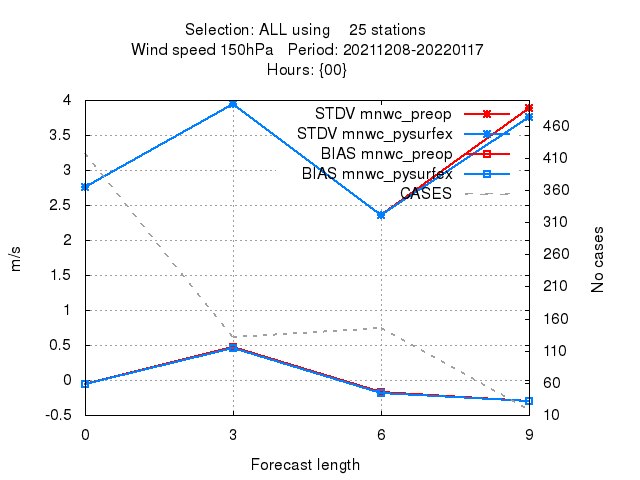 Selection: ALL using 25 stations
Wind speed 150hPa Period: 20211208-20220117
Hours: {00}
STDV mnwc_preop
STDV mnwc_pysurfex
BIAS mnwc_preop
BIAS mnwc_pysurfex
CASES
4
3.5
3
2.5
2
1.5
1
0.5
0
-0.5
m/s
460
410
360
310
260
210
160
110
60
10
No cases
0 3 6 9
Forecast length